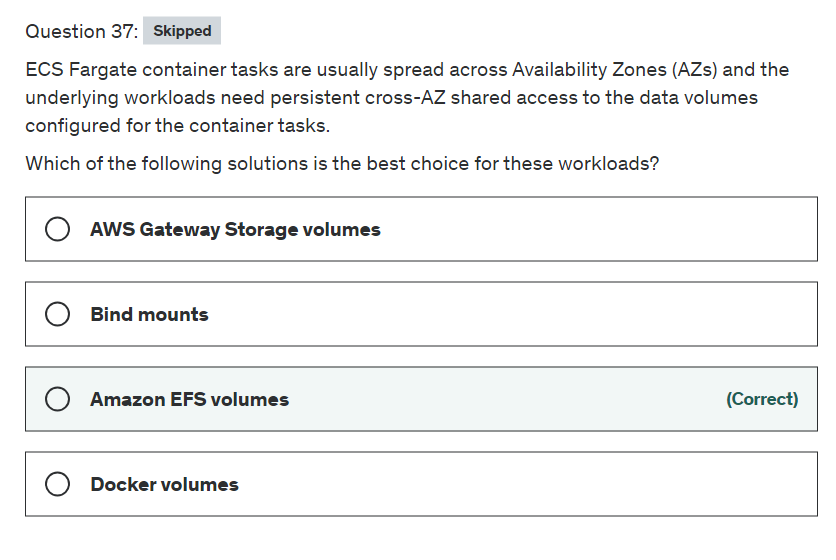 Question 37: Skipped
ECS Fargate container tasks are usually spread across Availability Zones (AZs) and the
underlying workloads need persistent cross-AZ shared access to the data volumes
configured for the container tasks.
Which of the following solutions is the best choice for these workloads?
AWS Gateway Storage volumes
Bind mounts
Amazon EFS volumes (Correct)
Docker volumes